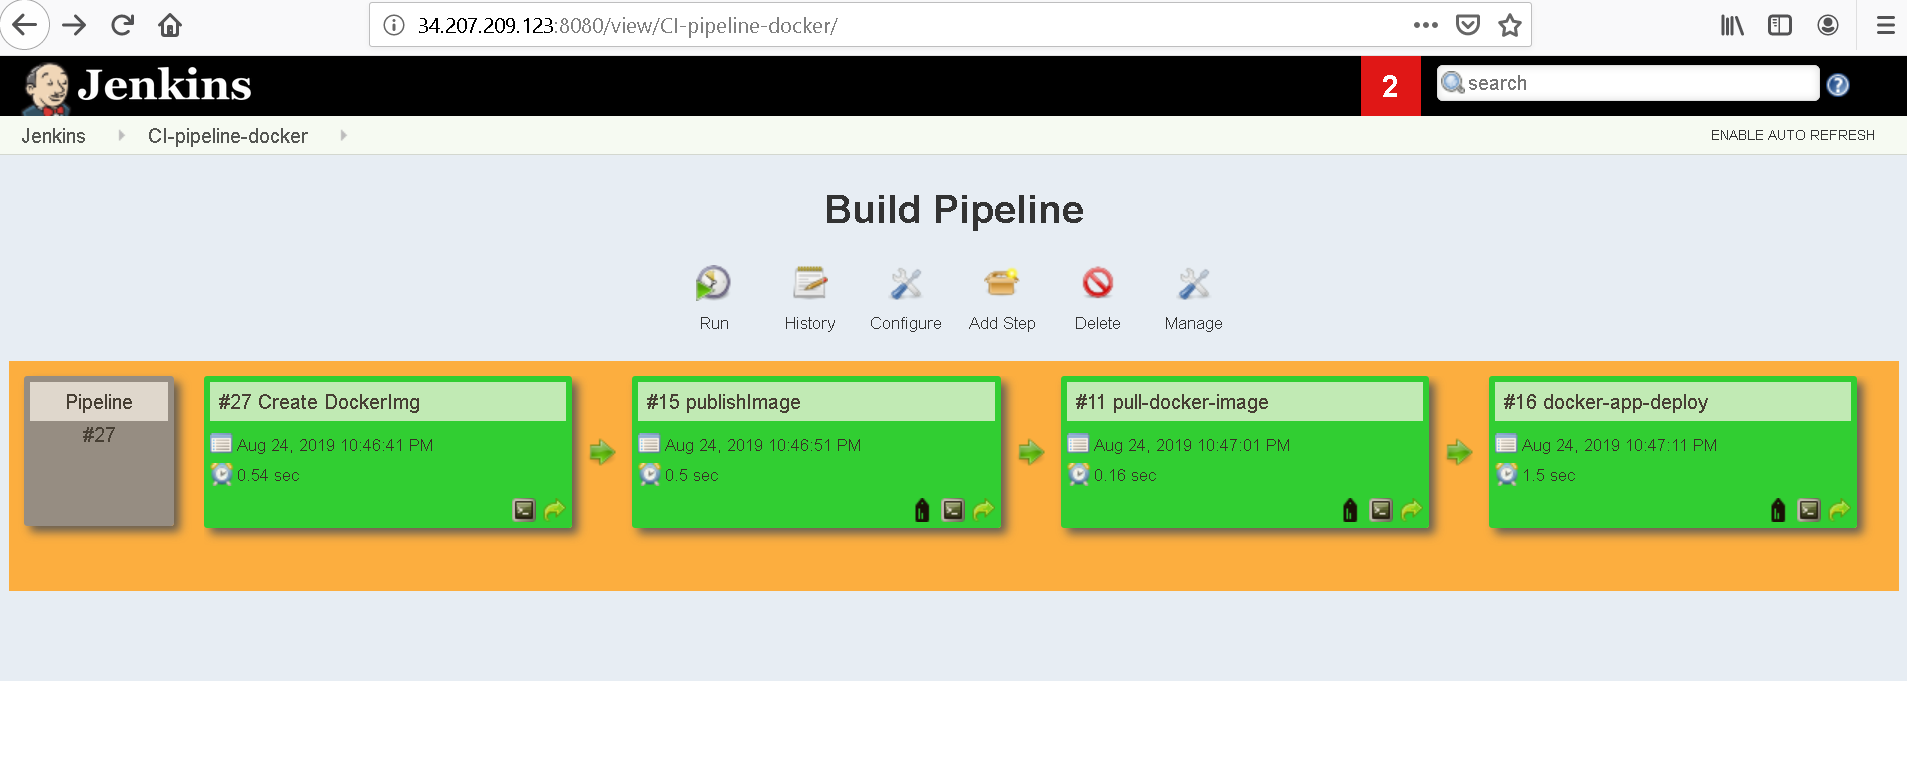 34.207.209.123:8080/view/CI-pipeline-docker/
Jenkins
2
search
Jenkins
CI-pipeline-docker
ENABLE AUTO REFRESH
Build Pipeline
Run
History
Configure
Add Step
Delete
Manage
Pipeline
#27
#27 Create DockerImg
Aug 24, 2019 10:46:41 PM
0.54 sec
#15 publishImage
Aug 24, 2019 10:46:51 PM
0.5 sec
#11 pull-docker-image
Aug 24, 2019 10:47:01 PM
0.16 sec
#16 docker-app-deploy
Aug 24, 2019 10:47:11 PM
1.5 sec